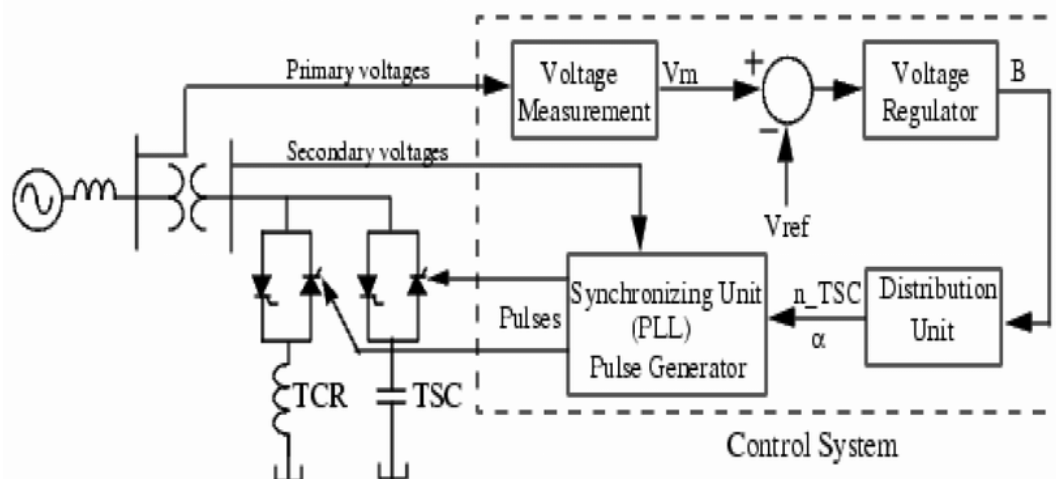 Primary voltages
Voltage
Measurement
Vm
+
−
Voltage
Regulator
B
Secondary voltages
Vref
Pulses
Synchronizing Unit
(PLL)
Pulse Generator
n_TSC
α
Distribution
Unit
TCR
TSC
Control System